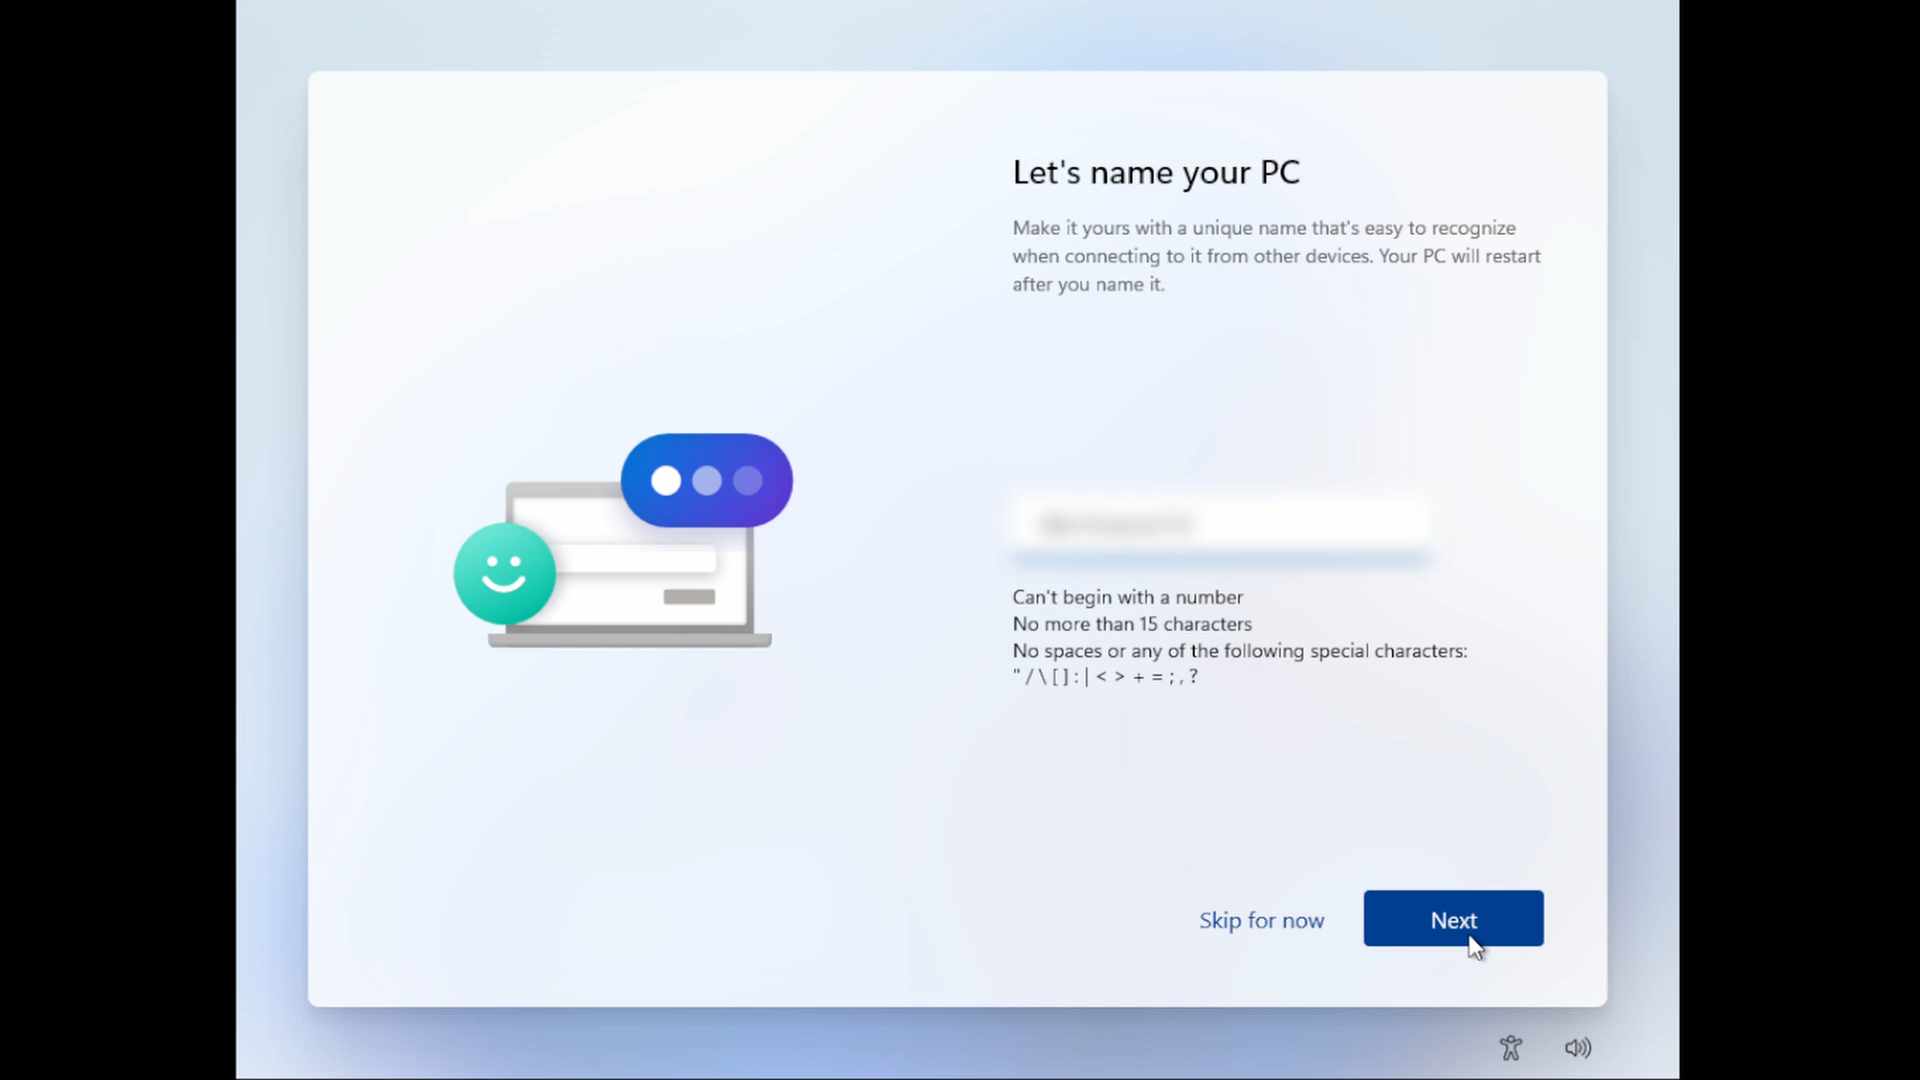 Let's name your PC
Make it yours with a unique name that's easy to recognize
when connecting to it from other devices. Your PC will restart
after you name it.
Can't begin with a number
No more than 15 characters
No spaces or any of the following special characters:
" / \ [ ] : | < > + = ; , ?
Skip for now
Next